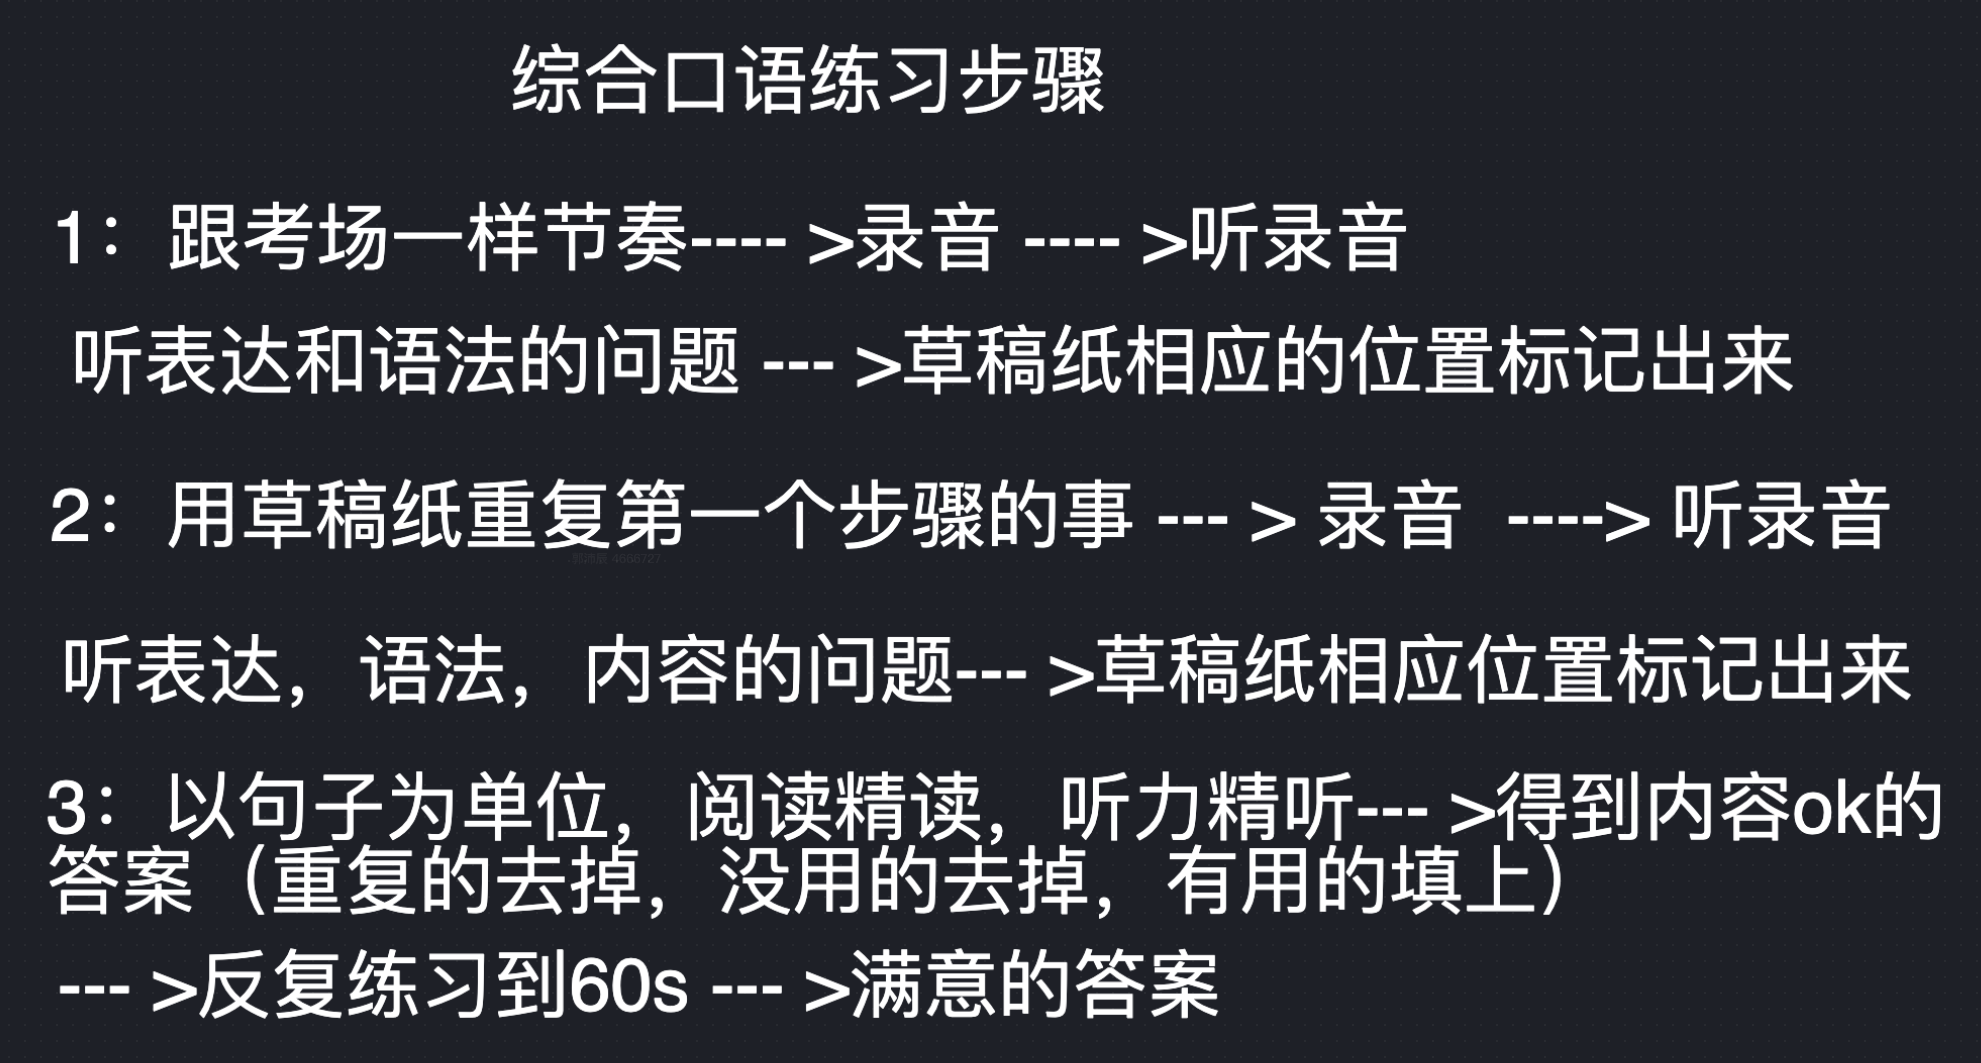 综合口语练习步骤
1：跟考场一样节奏---- >录音 ---- >听录音
听表达和语法的问题 --- >草稿纸相应的位置标记出来
2：用草稿纸重复第一个步骤的事 --- > 录音 ----> 听录音
听表达，语法，内容的问题--- >草稿纸相应位置标记出来
3：以句子为单位，阅读精读，听力精听--- >得到内容ok的
答案（重复的去掉，没用的去掉，有用的填上）
--- >反复练习到60s --- >满意的答案